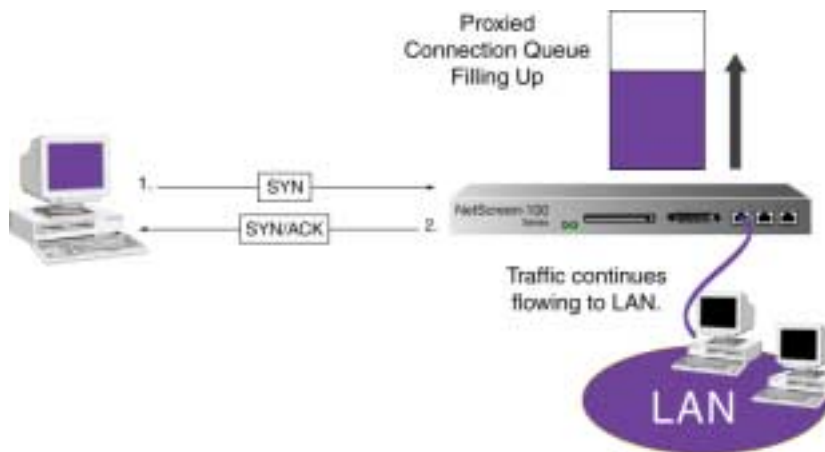 Proxied
Connection Queue
Filling Up
1.
SYN
SYN/ACK
2.
NetScreen-100
Series
Traffic continues
flowing to LAN.
LAN